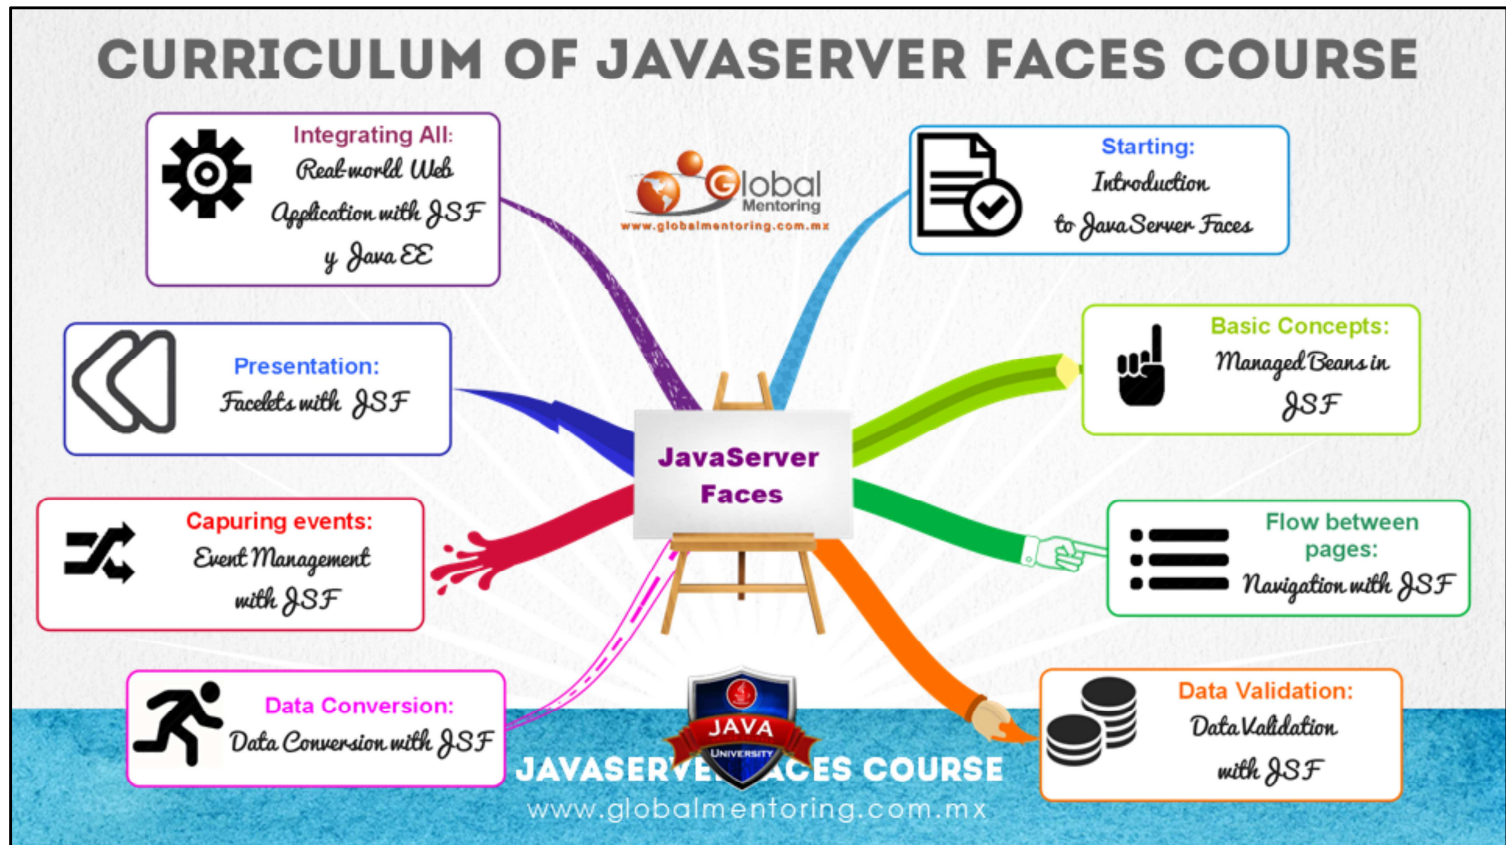 CURRICULUM OF JAVASERVER FACES COURSE
Integrating All:
Real-world Web
Application with JSF
y Java EE
Global
Mentoring
www.globalmentoring.com.mx
Starting:
Introduction
to JavaServer Faces
Presentation:
Facelets with JSF
Basic Concepts:
Managed Beans in
JSF
JavaServer
Faces
Capuring events:
Event Management
with JSF
Flow between
pages:
Navigation with JSF
Data Conversion:
Data Conversion with JSF
Data Validation:
Data Validation
with JSF
JAVA
UNIVERSITY
JAVASERVER FACES COURSE
www.globalmentoring.com.mx